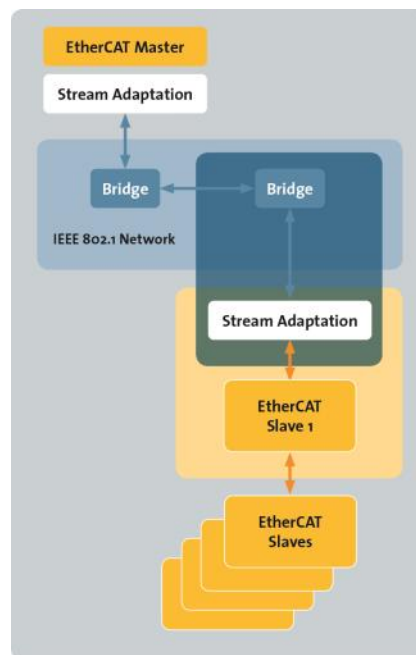 EtherCAT Master
Stream Adaptation
Bridge
Bridge
IEEE 802.1 Network
Stream Adaptation
EtherCAT
Slave 1
EtherCAT
Slaves